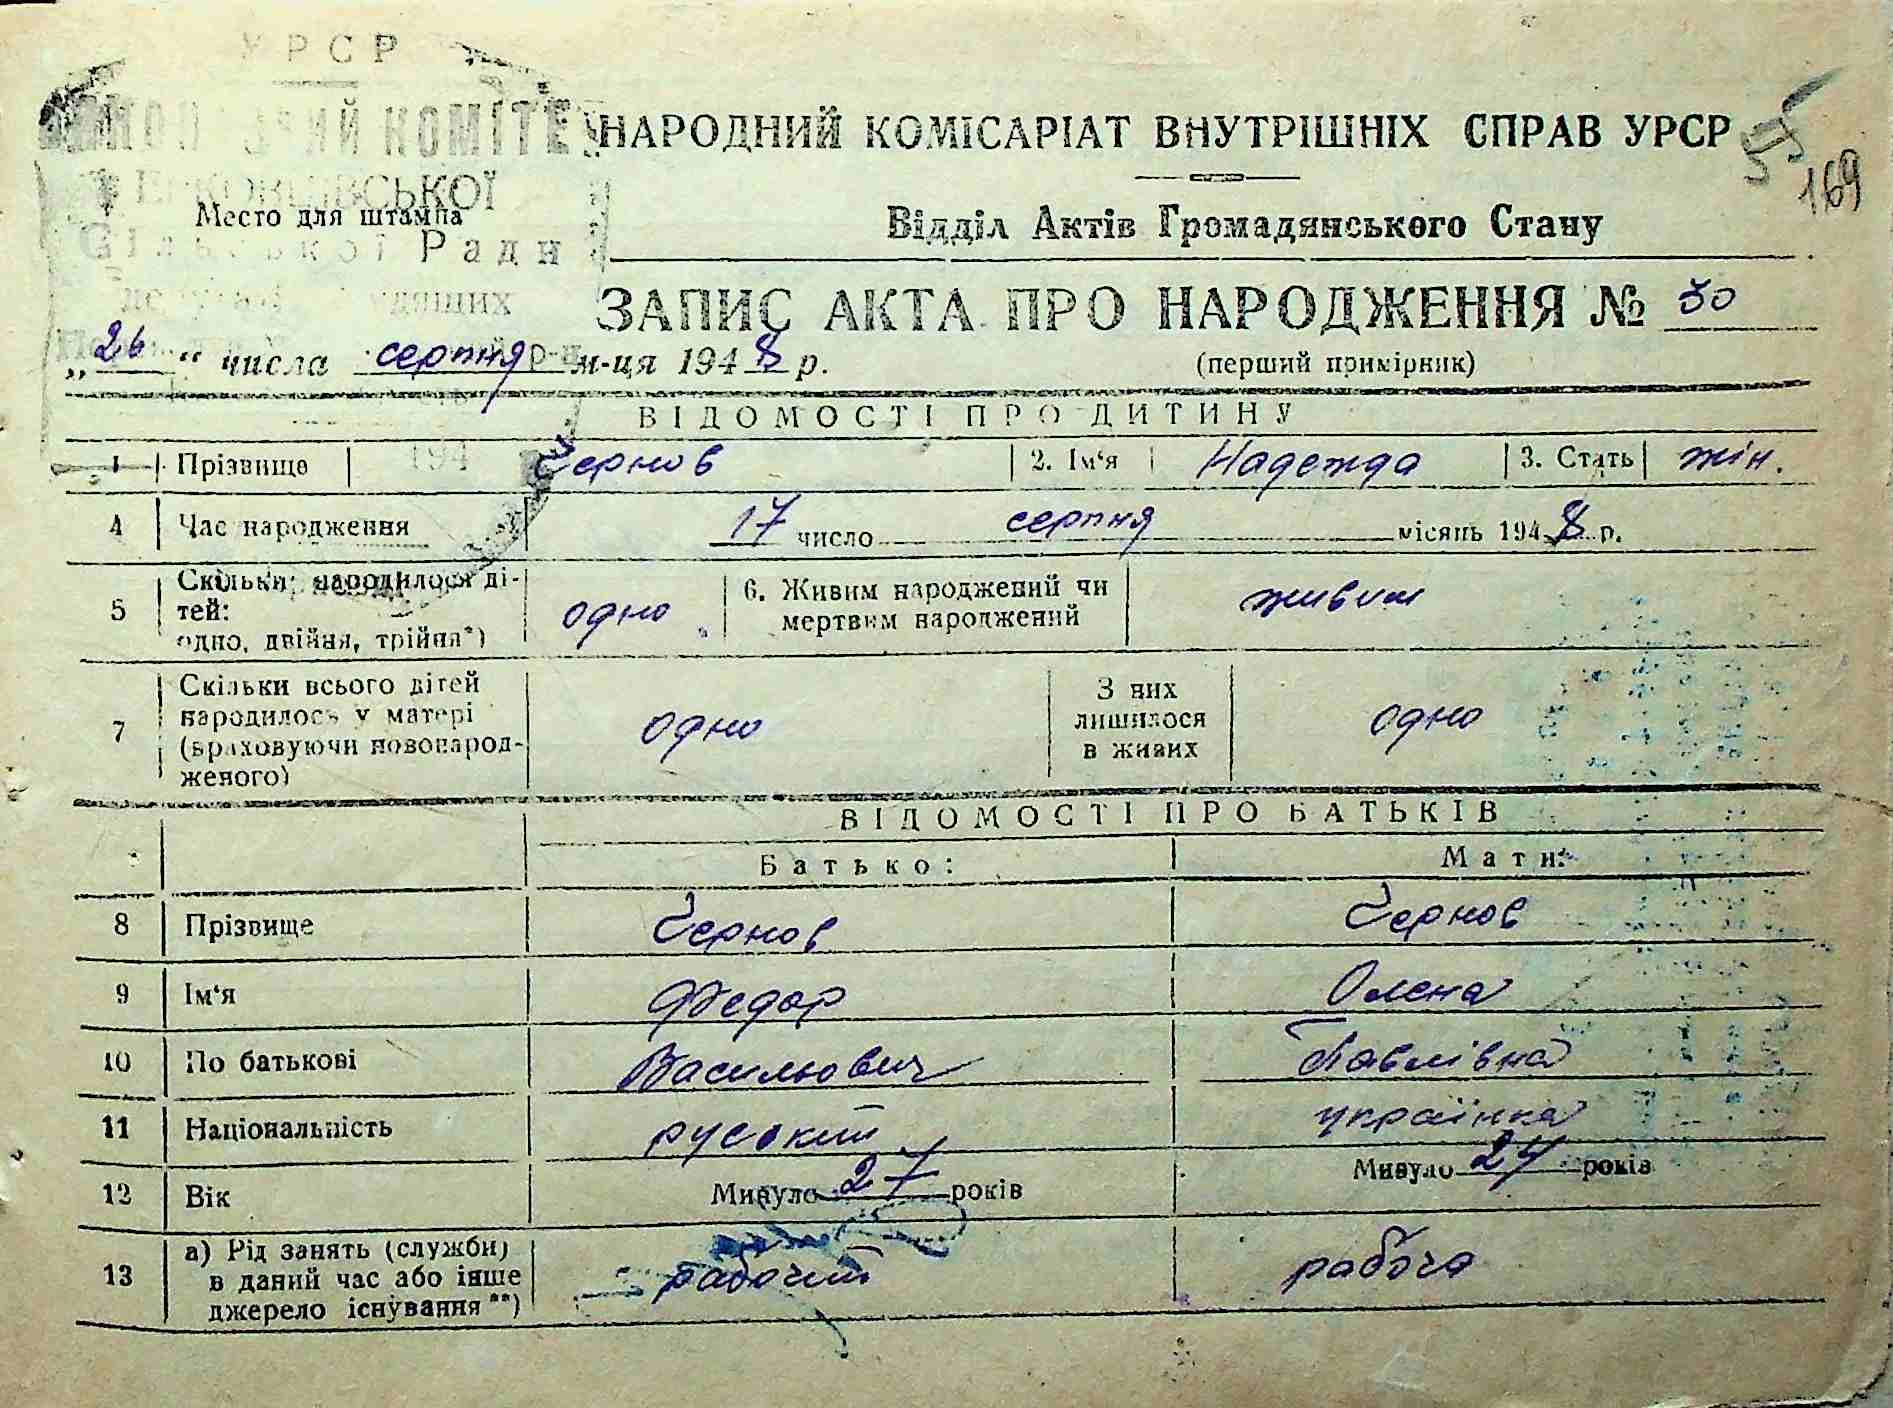 УРСР
НАРОДНИЙ КОМІСАРІАТ ВНУТРІШНІХ СПРАВ УРСР
169
Место для штампа
Відділ Актів Громадянського Стану
Ради
ЗАПИС АКТА ПРО НАРОДЖЕННЯ № 30
„26“ числа серпня м-ця 1948 р.
(перший примірник)
ВІДОМОСТІ ПРО ДИТИНУ
1 Прізвище Чернов 2. Ім‘я Надежда 3. Стать жін.
194
4 Час народження 17 число серпня місяць 1948 р.
5 Скільки народилося дітей: одно, двійня, трійня*) одно 6. Живим народжений чи мертвим народжений живим
7 Скільки всього дітей народилось у матері (враховуючи новонародженого) одно З них лишилося в живих одно
ВІДОМОСТІ ПРО БАТЬКІВ
Батько: Мати:
8 Прізвище Чернов Чернов
9 Ім‘я Федор Олена
10 По батькові Васильович Павлівна
11 Національність руський українка
12 Вік Минуло 27 років Минуло 24 років
13 а) Рід занять (служби) в даний час або інше джерело існування**) рабочий рабоча